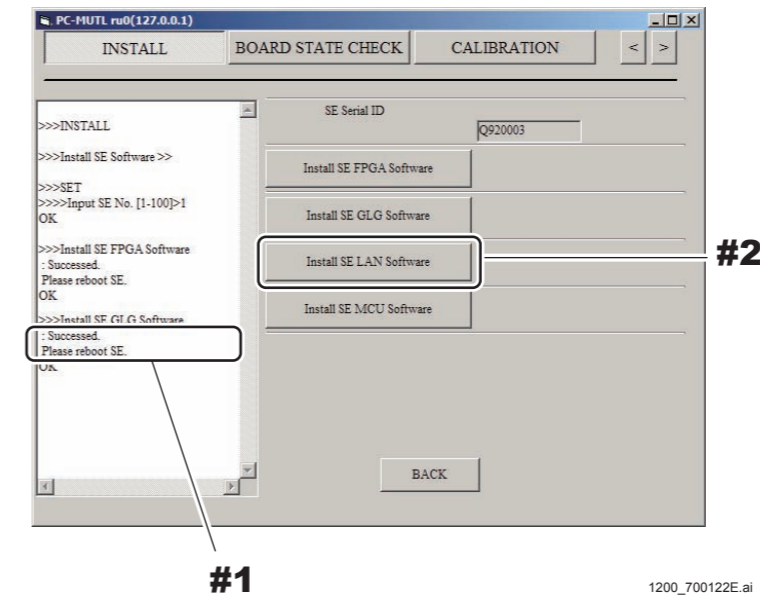 PC-MUTL ru0(127.0.0.1)
INSTALL
BOARD STATE CHECK
CALIBRATION
<
>
>>>INSTALL
>>>Install SE Software >>
>>>SET
>>>>Input SE No. [1-100]>1
OK
>>>Install SE FPGA Software
: Successed.
Please reboot SE.
OK
>>>Install SE GLG Software
: Successed.
Please reboot SE.
OK
SE Serial ID
Q920003
Install SE FPGA Software
Install SE GLG Software
Install SE LAN Software
Install SE MCU Software
BACK
#2
#1
1200_700122E.ai